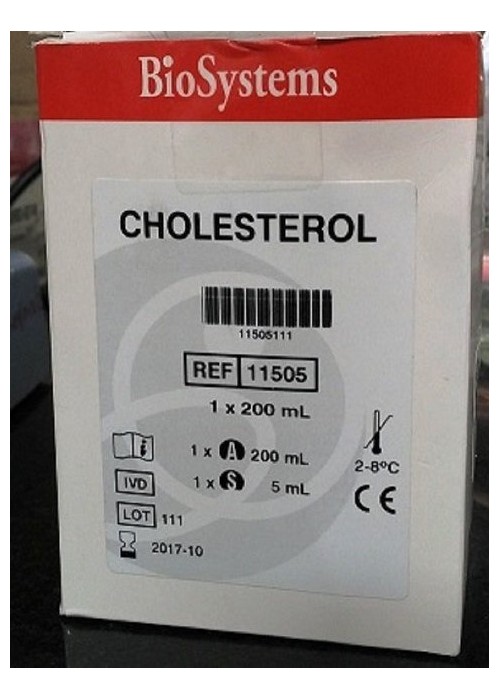 BioSystems
CHOLESTEROL
11505111
REF 11505
1 x 200 mL
1 x A 200 mL
1 x S 5 mL
2-8ºC
IVD
CE
LOT 111
2017-10